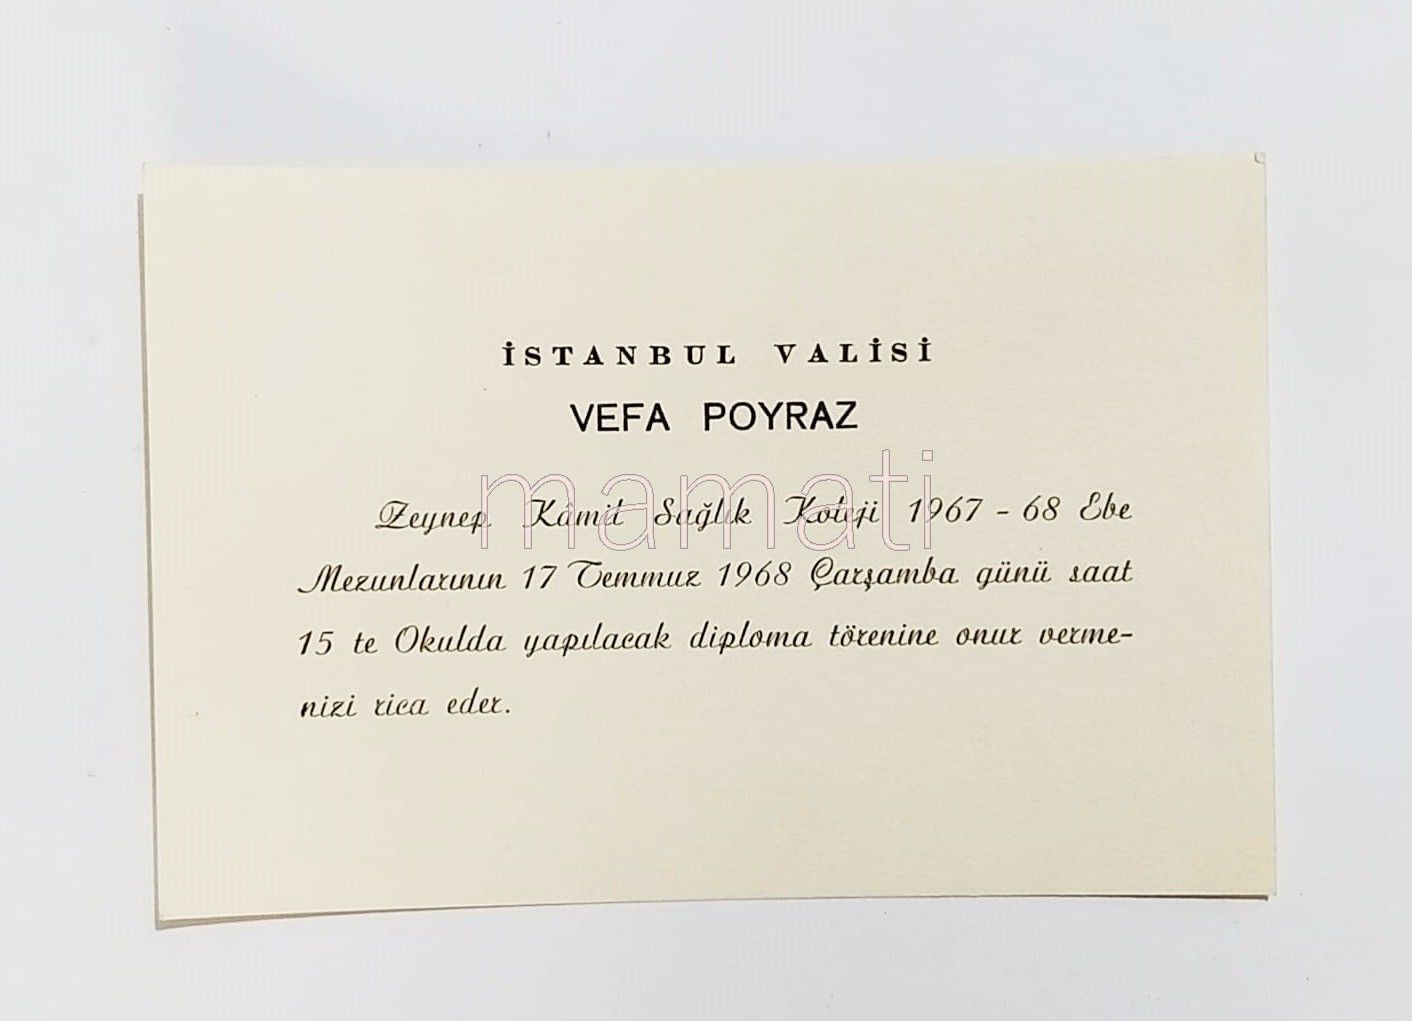 İSTANBUL VALİSİ
VEFA POYRAZ
mamati
Zeynep Kâmil Sağlık Koleji 1967 - 68 Ebe
Mezunlarının 17 Temmuz 1968 Çarşamba günü saat
15 te Okulda yapılacak diploma törenine onur verme-
nizi rica eder.